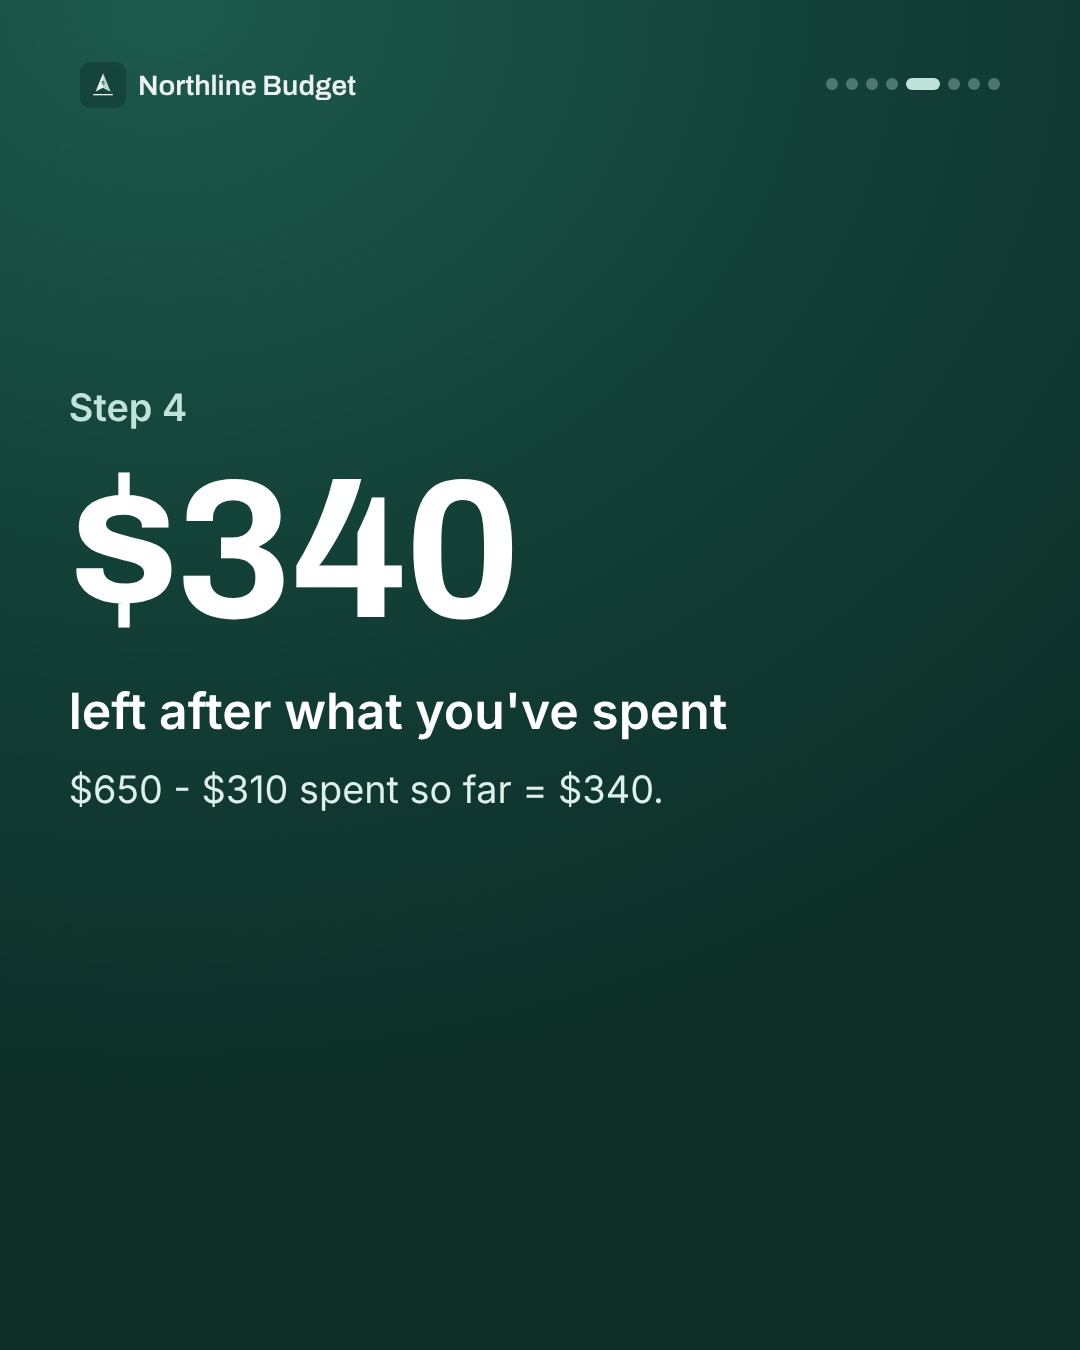 Northline Budget
Step 4
$340
left after what you've spent
$650 - $310 spent so far = $340.